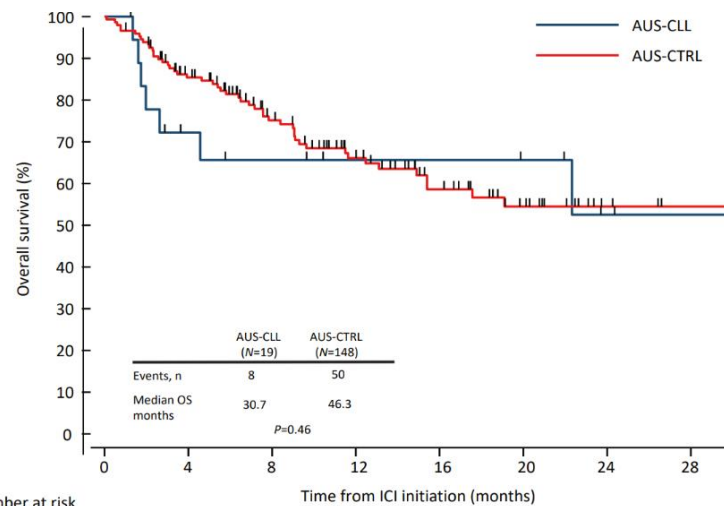 100
90
80
70
60
50
40
30
20
10
0
Overall survival (%)
AUS-CLL
AUS-CTRL
AUS-CLL AUS-CTRL
(N=19) (N=148)
Events, n 8 50
Median OS
months 30.7 46.3
P=0.46
0 4 8 12 16 20 24 28
Time from ICI initiation (months)
at risk